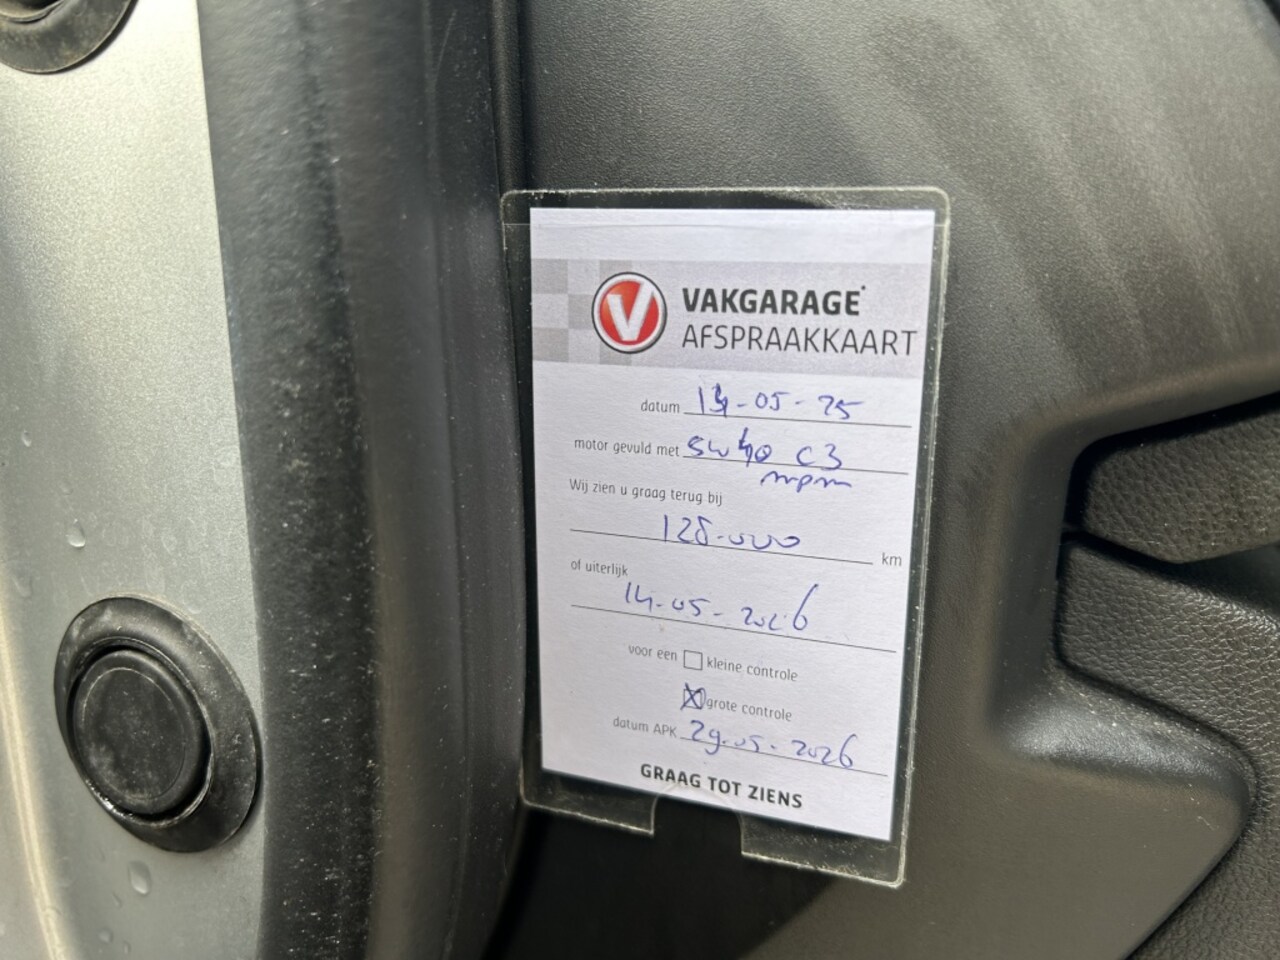 V VAKGARAGE
AFSPRAAKKAART
datum 14-05-25
motor gevuld met 5w40 C3
mpm
Wij zien u graag terug bij
128.000 km
of uiterlijk
14-05-2026
voor een kleine controle
grote controle
datum APK 29-05-2026
GRAAG TOT ZIENS